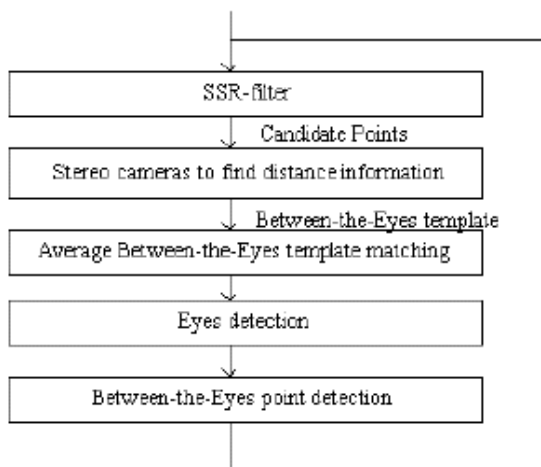 SSR-filter
Candidate Points
Stereo cameras to find distance information
Between-the-Eyes template
Average Between-the-Eyes template matching
Eyes detection
Between-the-Eyes point detection